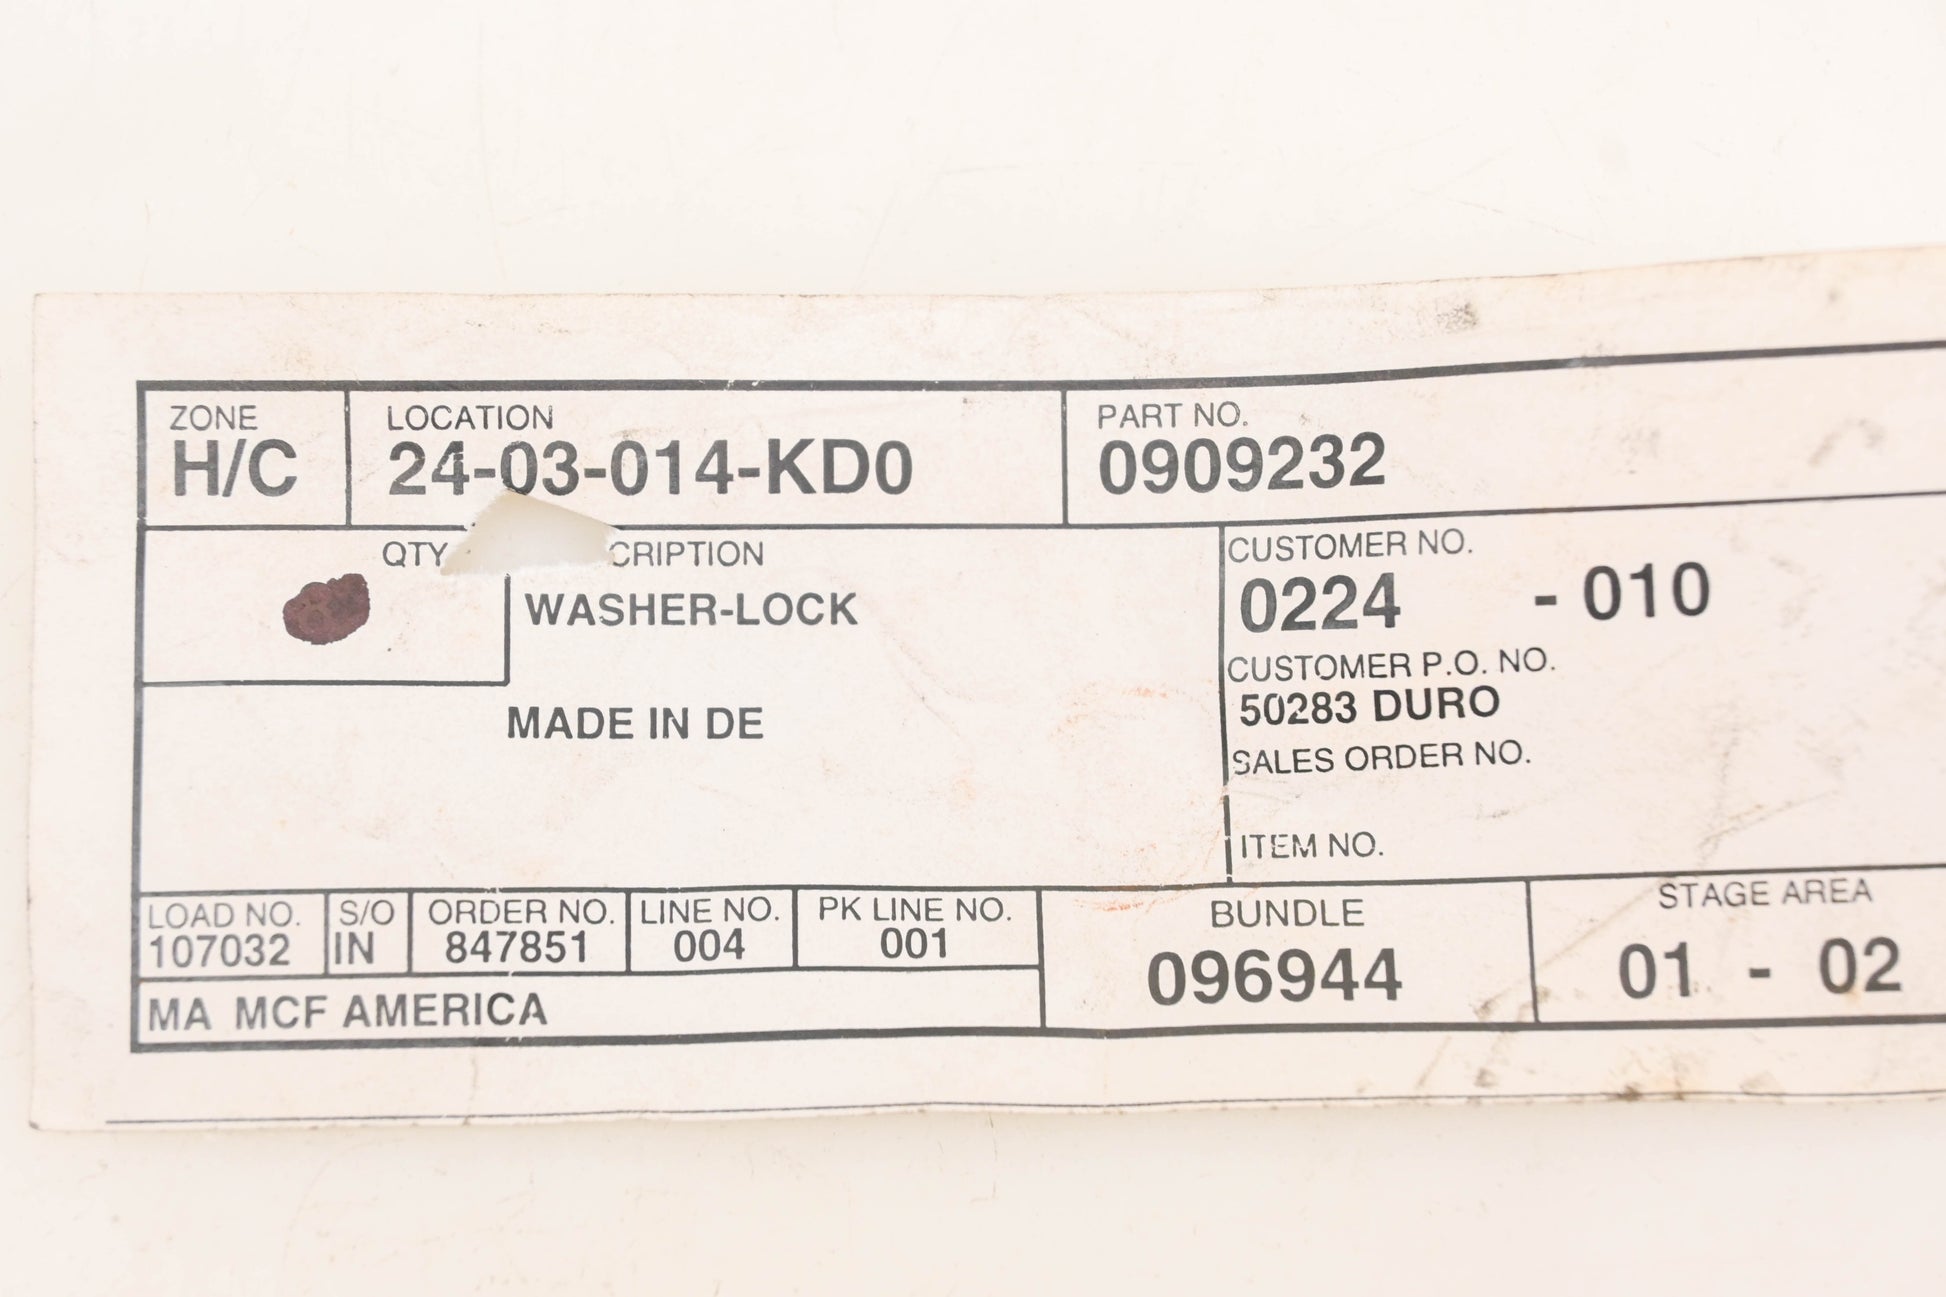 ZONE LOCATION PART NO.
H/C 24-03-014-KD0 0909232
QTY CRIPTION CUSTOMER NO.
WASHER-LOCK 0224 - 010
CUSTOMER P.O. NO.
MADE IN DE 50283 DURO
SALES ORDER NO.
ITEM NO.
LOAD NO. S/O ORDER NO. LINE NO. PK LINE NO. BUNDLE STAGE AREA
107032 IN 847851 004 001 096944 01 - 02
MA MCF AMERICA